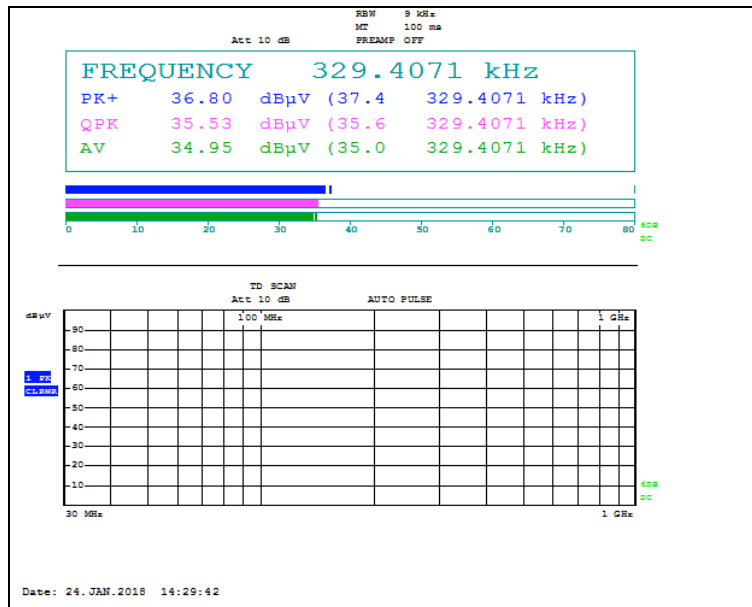 RBW 9 kHz
MT 100 ms
Att 10 dB PREAMP OFF
FREQUENCY 329.4071 kHz
PK+ 36.80 dBµV (37.4 329.4071 kHz)
QPK 35.53 dBµV (35.6 329.4071 kHz)
AV 34.95 dBµV (35.0 329.4071 kHz)
0 10 20 30 40 50 60 70 80
6DB
DC
TD SCAN
Att 10 dB AUTO PULSE
dBµV
100 MHz 1 GHz
90
80
70
1 PK
60
CLRWR
50
40
30
20
10
6DB
DC
30 MHz 1 GHz
Date: 24.JAN.2018 14:29:42